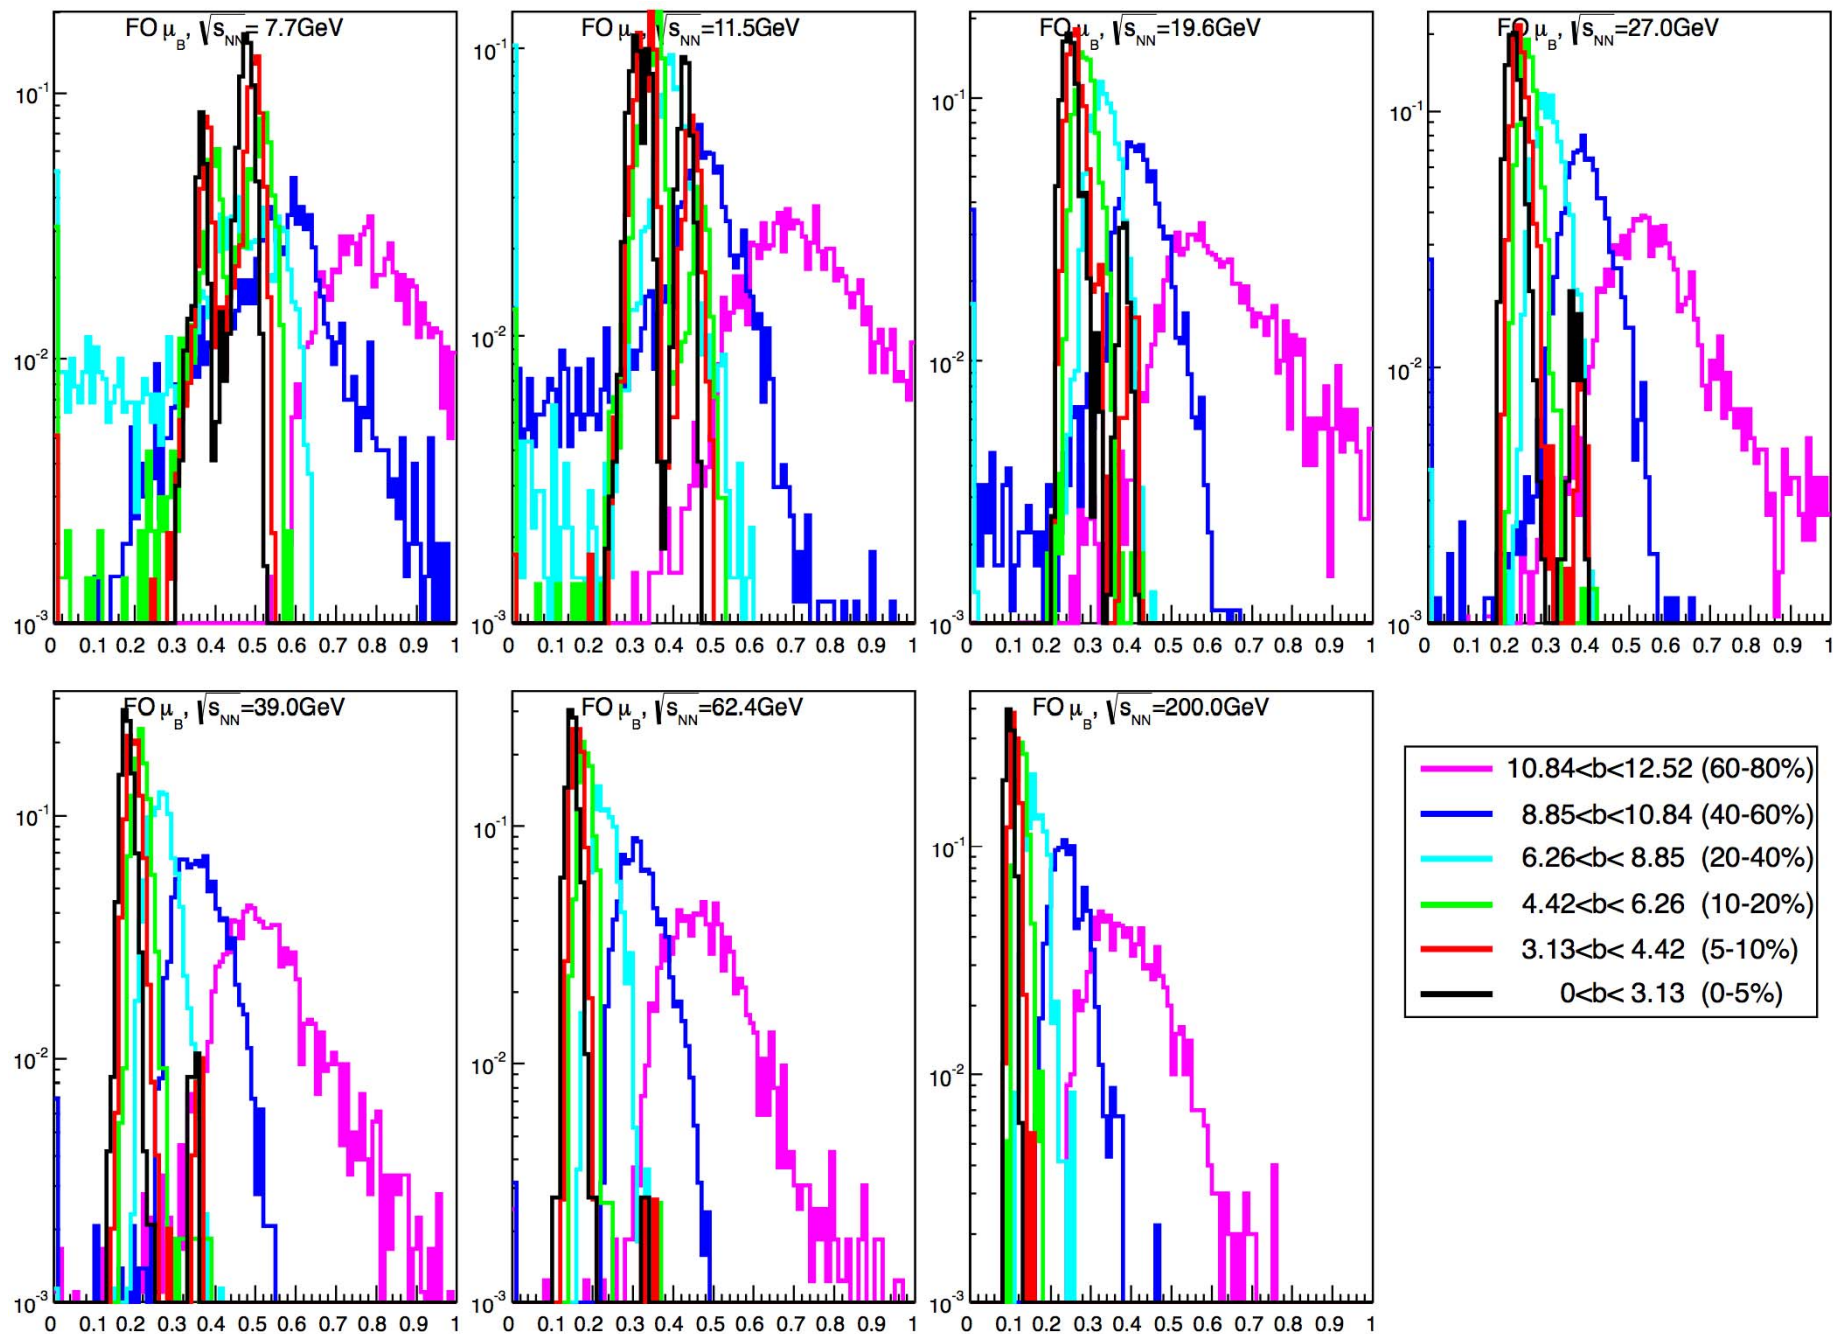 FO μB, √sNN= 7.7GeV
FO μB, √sNN=11.5GeV
FO μB, √sNN=19.6GeV
FO μB, √sNN=27.0GeV
10-1
10-2
10-3
0 0.1 0.2 0.3 0.4 0.5 0.6 0.7 0.8 0.9 1
10-1
10-2
10-3
0 0.1 0.2 0.3 0.4 0.5 0.6 0.7 0.8 0.9 1
10-1
10-2
10-3
0 0.1 0.2 0.3 0.4 0.5 0.6 0.7 0.8 0.9 1
10-1
10-2
10-3
0 0.1 0.2 0.3 0.4 0.5 0.6 0.7 0.8 0.9 1
FO μB, √sNN=39.0GeV
FO μB, √sNN=62.4GeV
FO μB, √sNN=200.0GeV
10-1
10-2
10-3
0 0.1 0.2 0.3 0.4 0.5 0.6 0.7 0.8 0.9 1
10-1
10-2
10-3
0 0.1 0.2 0.3 0.4 0.5 0.6 0.7 0.8 0.9 1
10-1
10-2
10-3
0 0.1 0.2 0.3 0.4 0.5 0.6 0.7 0.8 0.9 1
10.84<b<12.52 (60-80%)
8.85<b<10.84 (40-60%)
6.26<b< 8.85 (20-40%)
4.42<b< 6.26 (10-20%)
3.13<b< 4.42 (5-10%)
0<b< 3.13 (0-5%)